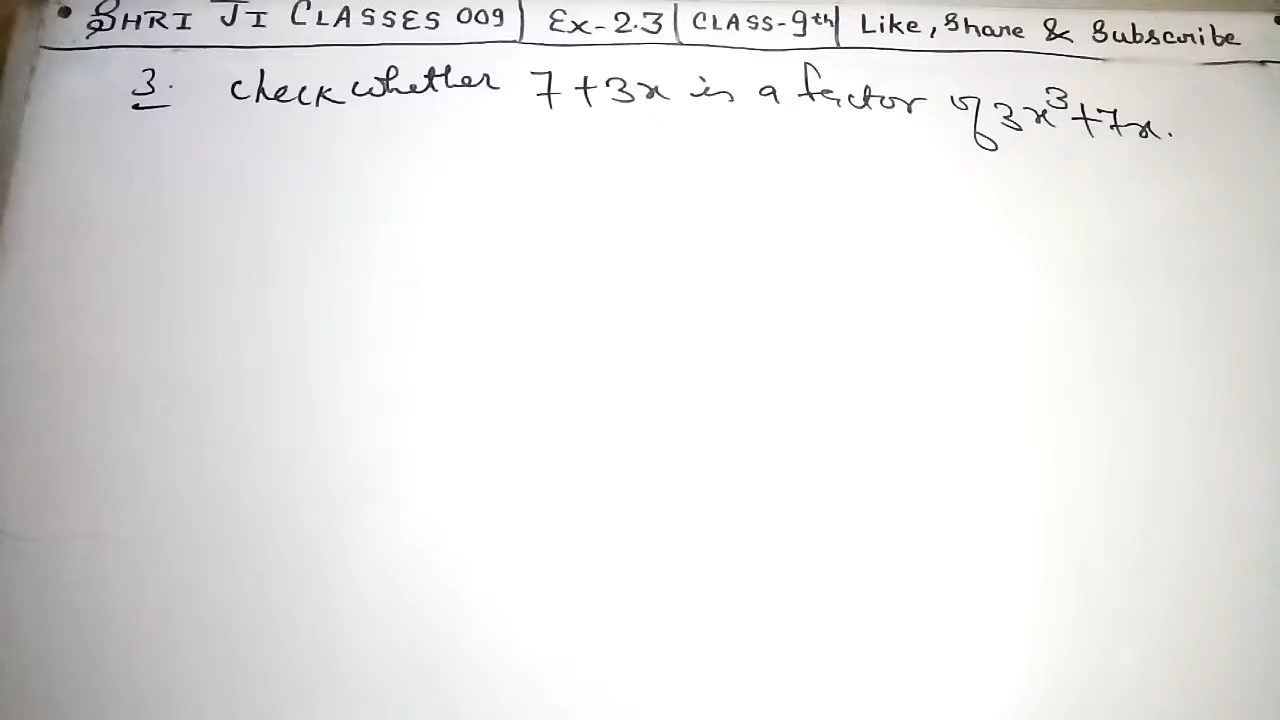 SHRI JI CLASSES 009 | Ex-2.3 | CLASS-9th | Like, Share & Subscribe
3. check whether 7+3x is a factor of 3x³+7x.